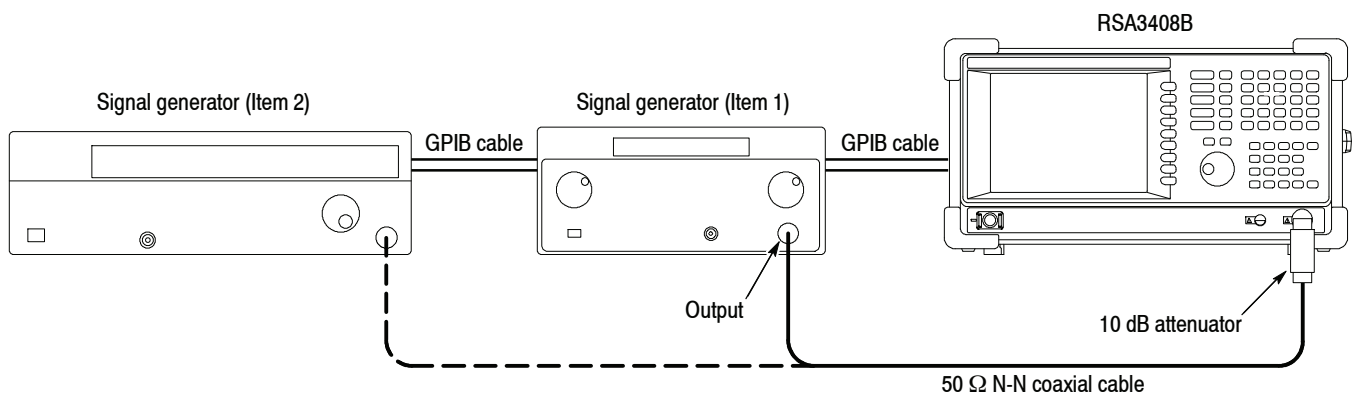 RSA3408B
Signal generator (Item 2)
Signal generator (Item 1)
GPIB cable
GPIB cable
Output
10 dB attenuator
50 Ω N-N coaxial cable